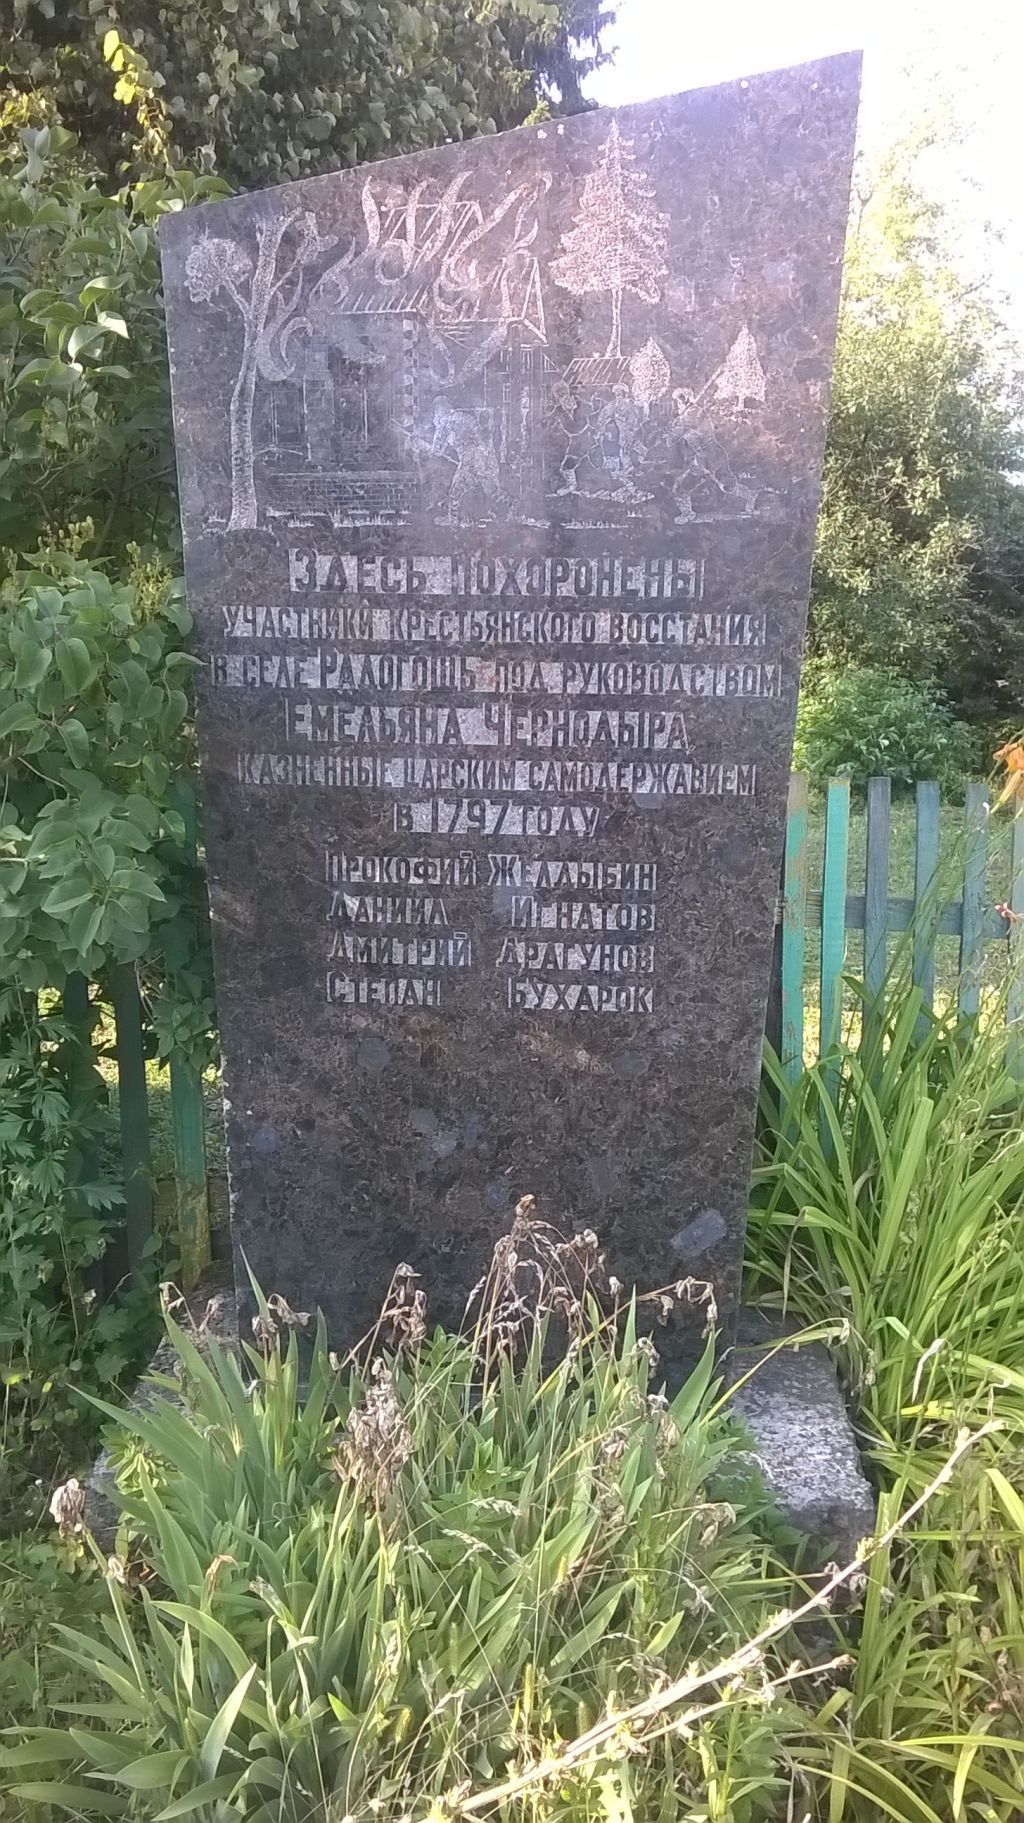 Здесь похоронены
участники крестьянского восстания
в селе Радогощь под руководством
Емельяна Чернодыра
казненные царским самодержавием
в 1797 году
Прокофий Желдыбин
Даниил Игнатов
Дмитрий Драгунов
Степан Бухарок